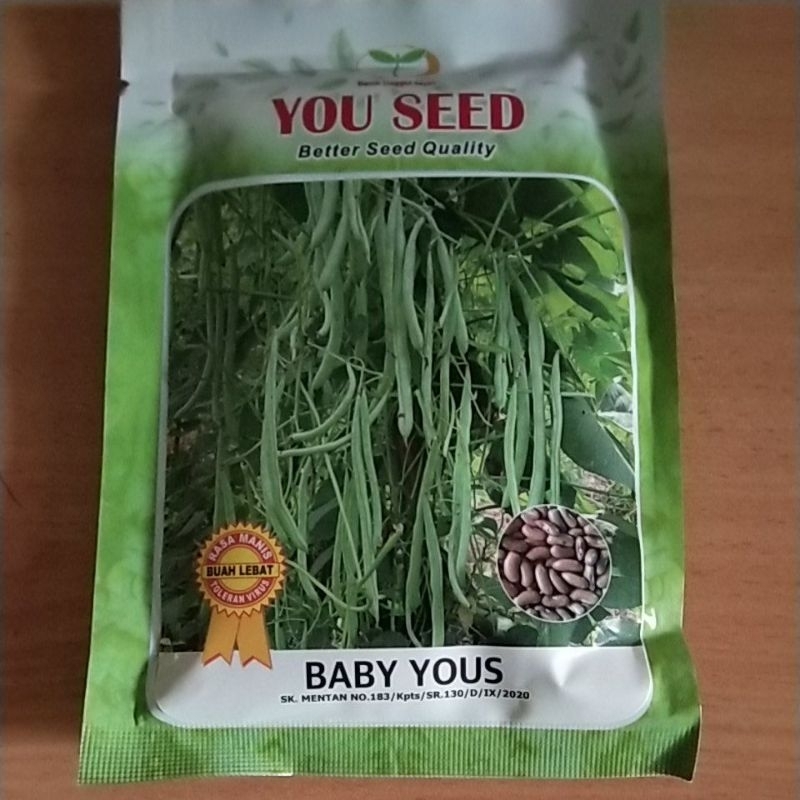 YOU SEED
Better Seed Quality
RASA MANIS
BUAH LEBAT
TOLERAN VIRUS
BABY YOUS
SK. MENTAN NO.183/Kpts/SR.130/D/IX/2020